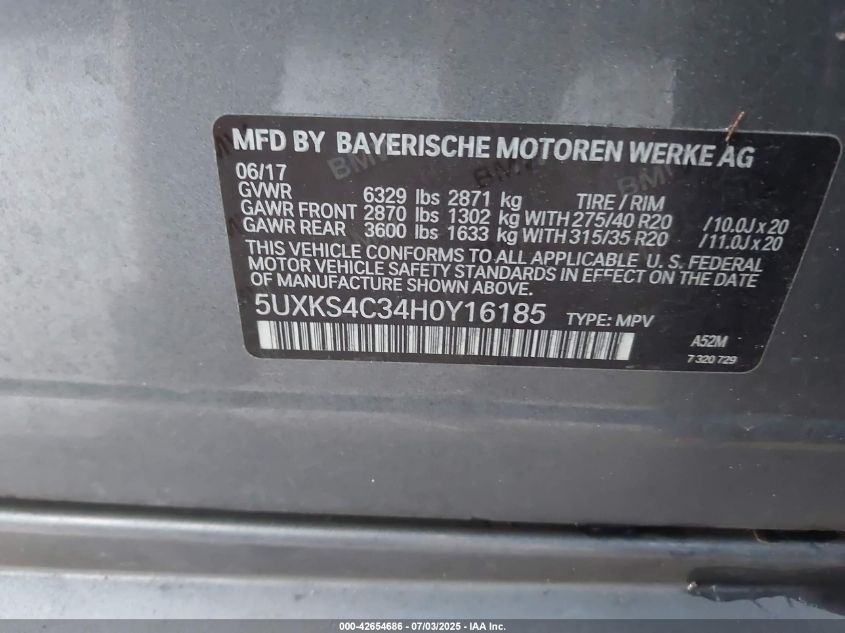 MFD BY BAYERISCHE MOTOREN WERKE AG
06/17
GVWR 6329 lbs 2871 kg TIRE / RIM
GAWR FRONT 2870 lbs 1302 kg WITH 275/40 R20 /10.0J x 20
GAWR REAR 3600 lbs 1633 kg WITH 315/35 R20 /11.0J x 20
THIS VEHICLE CONFORMS TO ALL APPLICABLE U. S. FEDERAL
MOTOR VEHICLE SAFETY STANDARDS IN EFFECT ON THE DATE
OF MANUFACTURE SHOWN ABOVE.
5UXKS4C34H0Y16185 TYPE: MPV
A52M
7 320 729
000-42654686 - 07/03/2025 - IAA Inc.